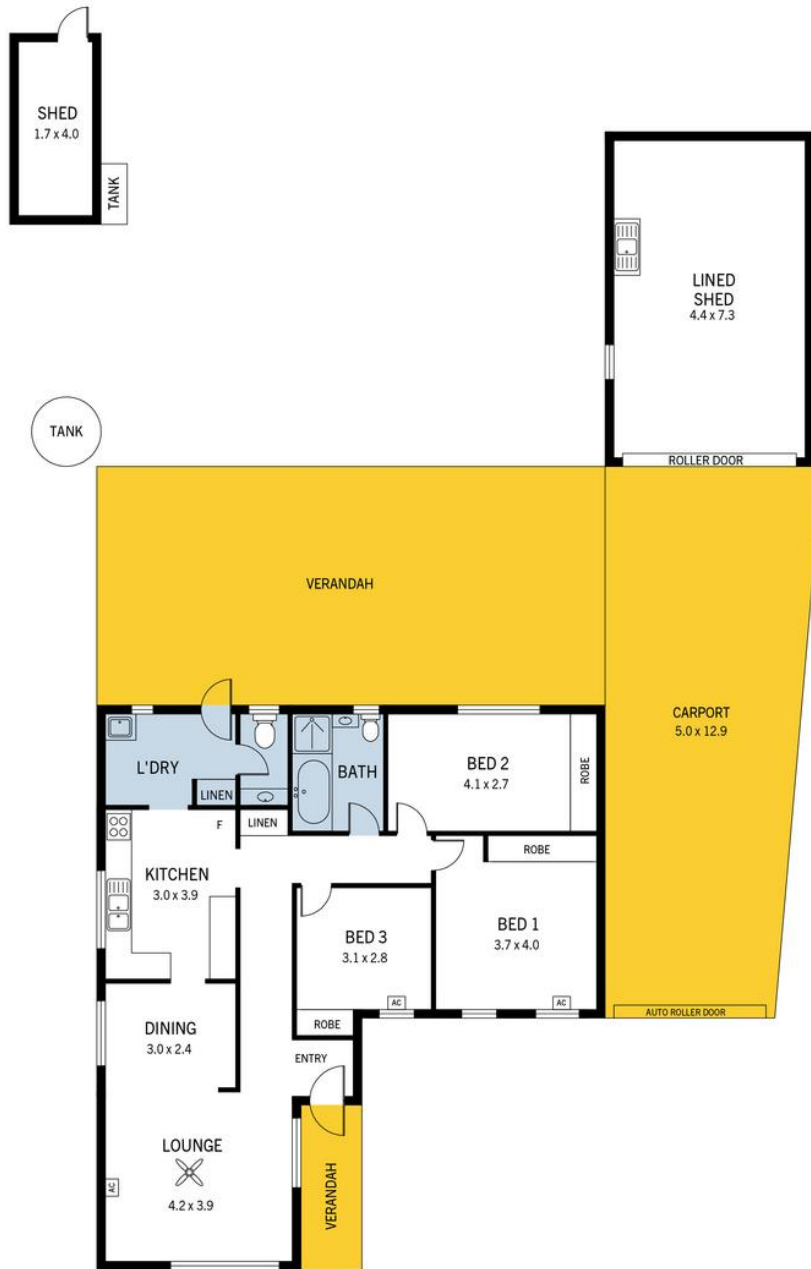 SHED
1.7 x 4.0
TANK
LINED
SHED
4.4 x 7.3
ROLLER DOOR
TANK
VERANDAH
CARPORT
5.0 x 12.9
L'DRY
LINEN
BATH
BED 2
4.1 x 2.7
ROBE
LINEN
F
KITCHEN
3.0 x 3.9
ROBE
BED 1
3.7 x 4.0
AC
BED 3
3.1 x 2.8
AC
ROBE
AUTO ROLLER DOOR
DINING
3.0 x 2.4
ENTRY
LOUNGE
AC
4.2 x 3.9
VERANDAH